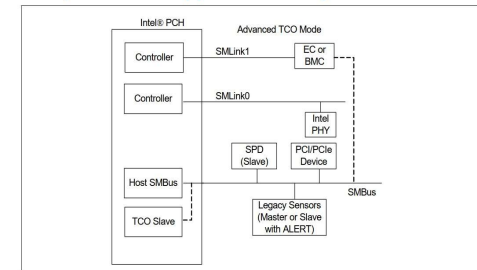 Intel® PCH
Advanced TCO Mode
Controller
SMLink1
EC or
BMC
Controller
SMLink0
Intel
PHY
SPD
(Slave)
PCI/PCIe
Device
Host SMBus
SMBus
TCO Slave
Legacy Sensors
(Master or Slave
with ALERT)